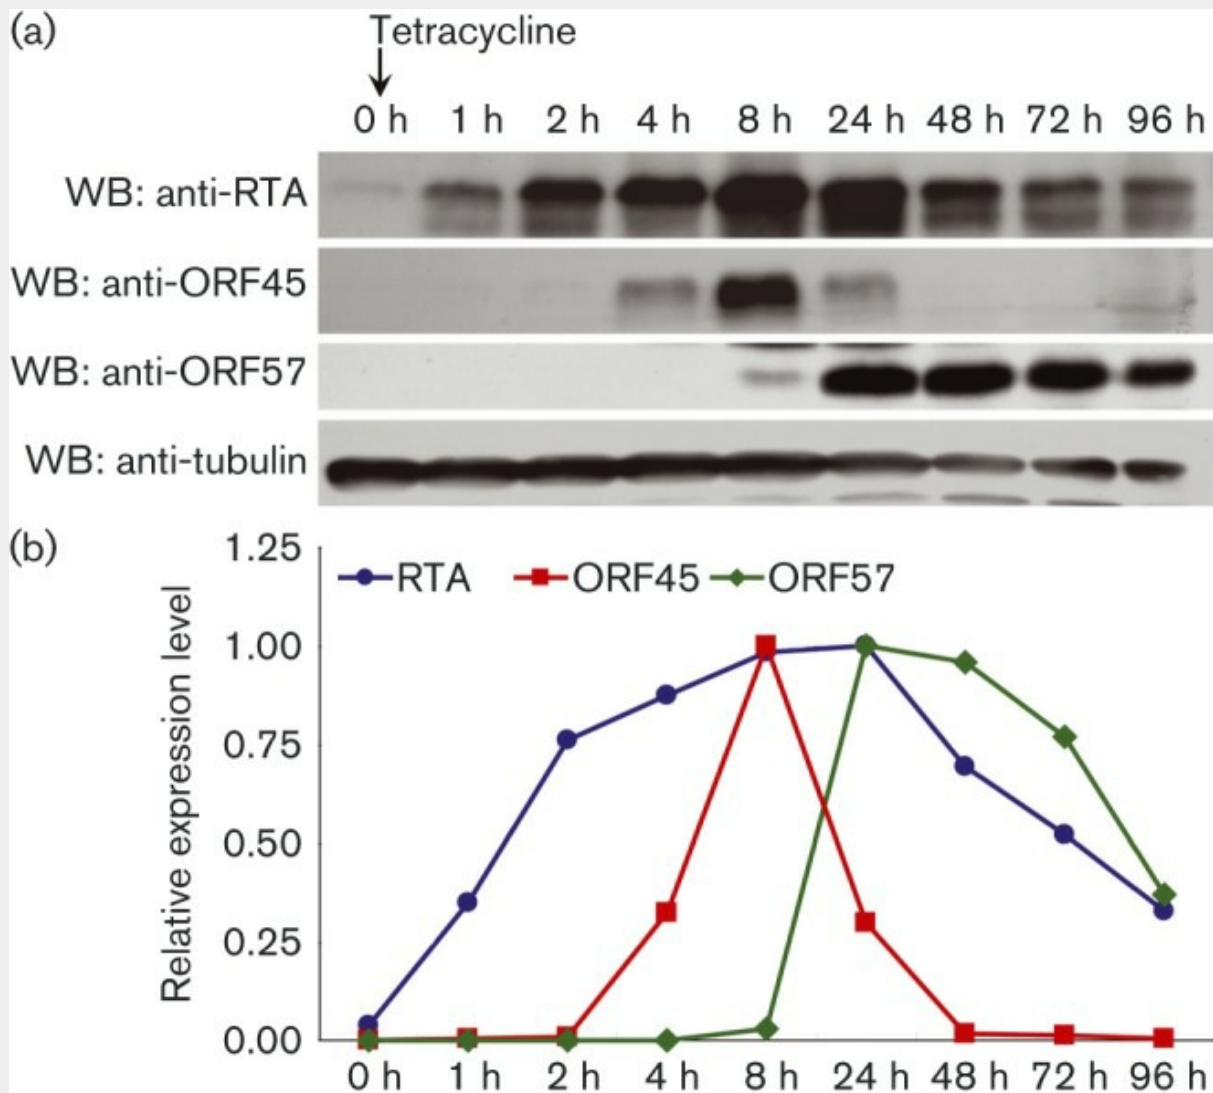 (a)
Tetracycline
0 h 1 h 2 h 4 h 8 h 24 h 48 h 72 h 96 h
WB: anti-RTA
WB: anti-ORF45
WB: anti-ORF57
WB: anti-tubulin
(b)
1.25
RTA ORF45 ORF57
1.00
0.75
0.50
0.25
0.00
Relative expression level
0 h 1 h 2 h 4 h 8 h 24 h 48 h 72 h 96 h